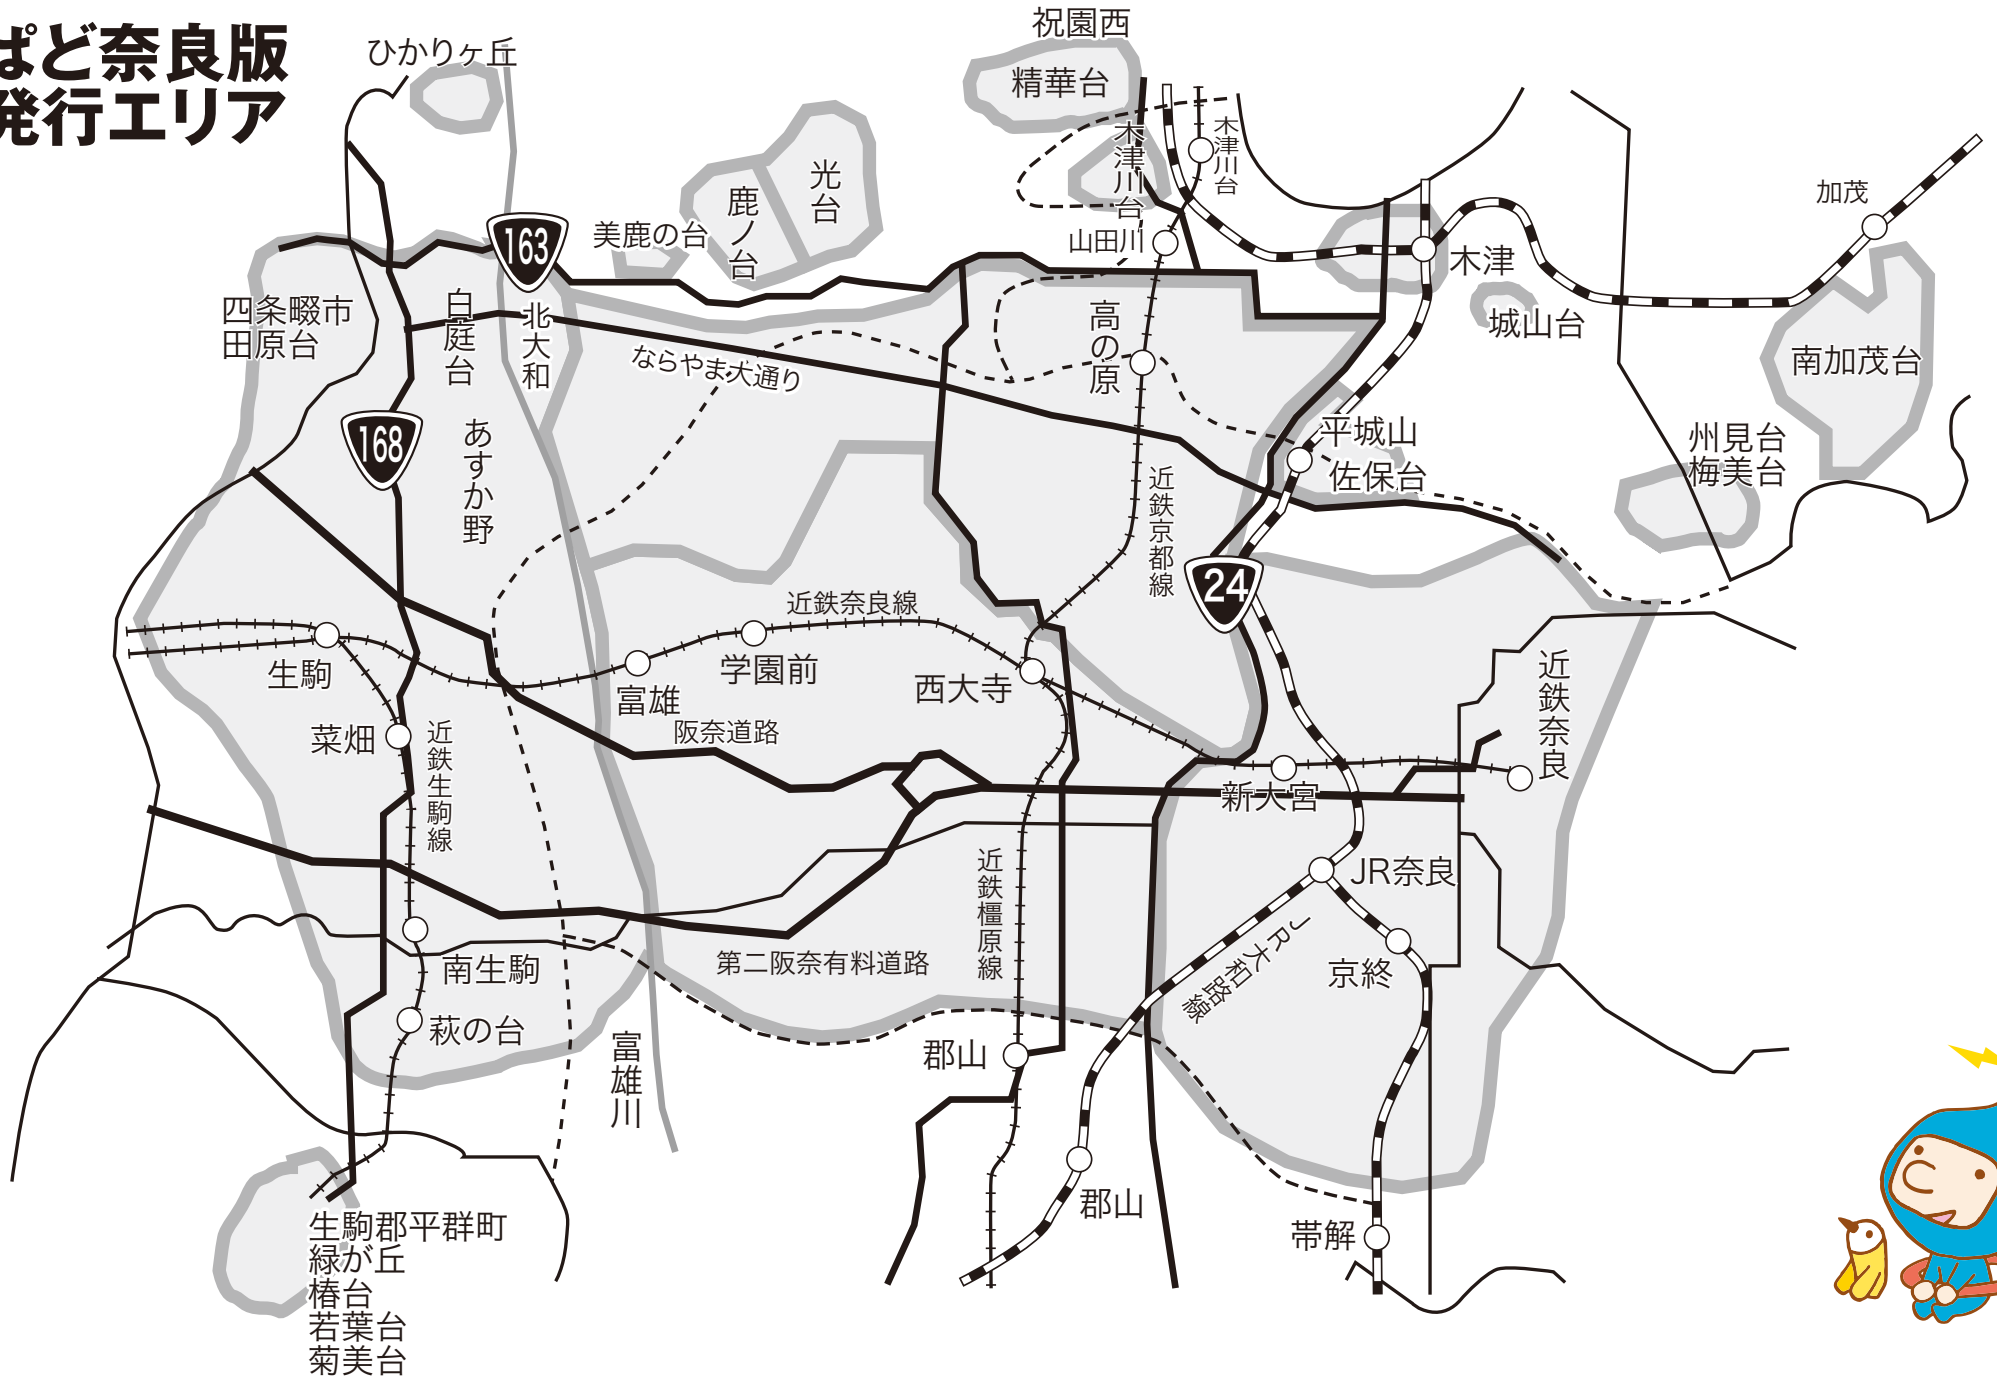 ぱど奈良版
発行エリア
ひかりヶ丘
祝園西
精華台
木津川台
木津川台
光台
鹿ノ台
美鹿の台
163
山田川
加茂
木津
城山台
南加茂台
四条畷市
田原台
白庭台
北大和
高の原
ならやま大通り
168
あすか野
平城山
佐保台
州見台
梅美台
近鉄京都線
24
近鉄奈良線
生駒
学園前
富雄
西大寺
近鉄奈良
菜畑
近鉄生駒線
阪奈道路
新大宮
JR奈良
近鉄橿原線
第二阪奈有料道路
JR大和路線
京終
南生駒
萩の台
富雄川
郡山
郡山
帯解
生駒郡平群町
緑が丘
椿台
若葉台
菊美台